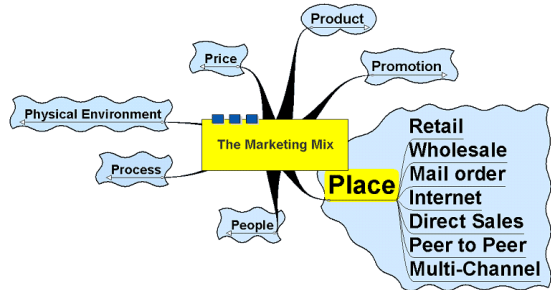 Product
Price
Promotion
Physical Environment
The Marketing Mix
Process
People
Place
Retail
Wholesale
Mail order
Internet
Direct Sales
Peer to Peer
Multi-Channel